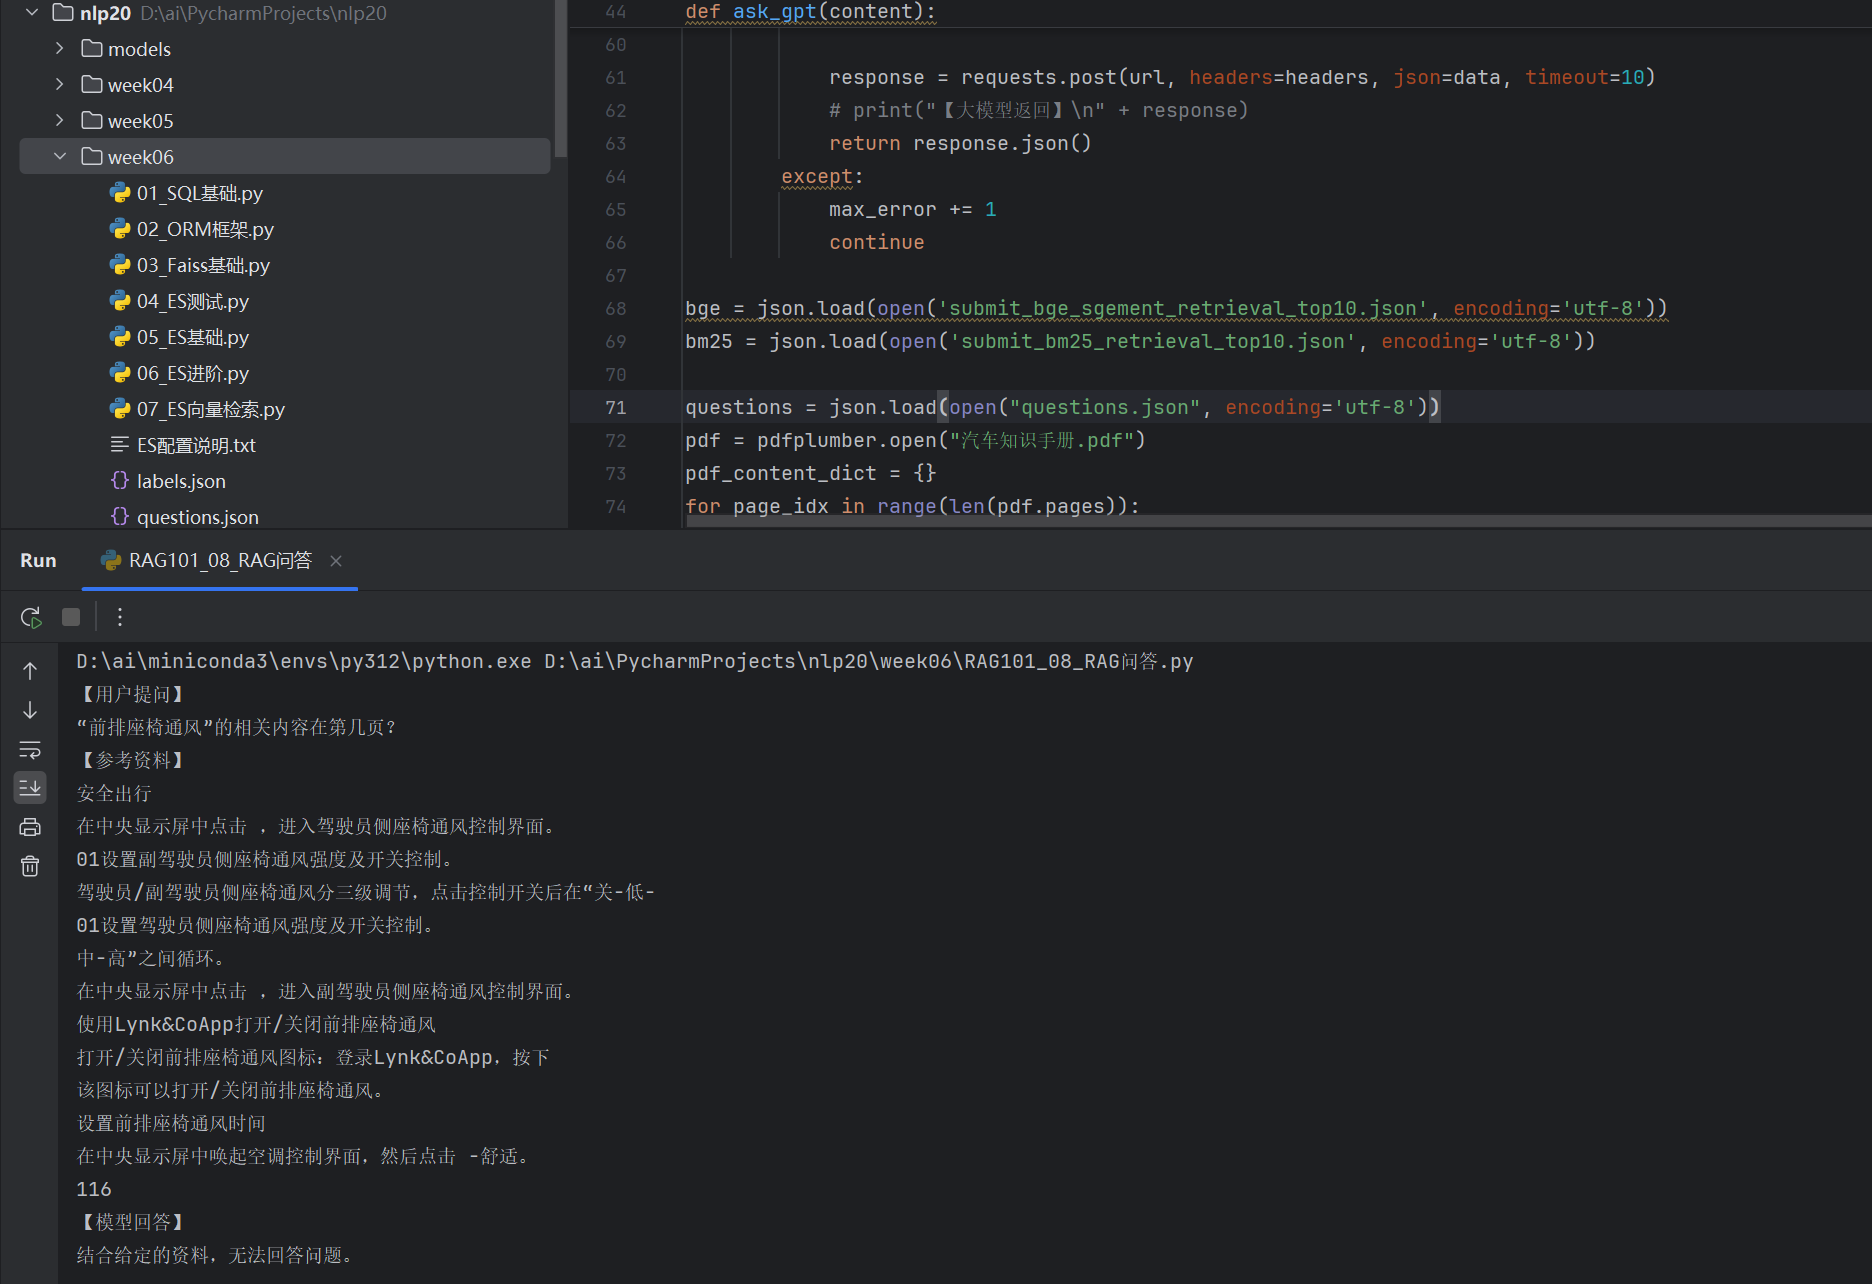 nlp20 D:\ai\PycharmProjects\nlp20
models
week04
week05
week06
01_SQL基础.py
02_ORM框架.py
03_Faiss基础.py
04_ES测试.py
05_ES基础.py
06_ES进阶.py
07_ES向量检索.py
ES配置说明.txt
labels.json
questions.json
44 def ask_gpt(content):
60
61 response = requests.post(url, headers=headers, json=data, timeout=10)
62 # print("【大模型返回】\n" + response)
63 return response.json()
64 except:
65 max_error += 1
66 continue
67
68 bge = json.load(open('submit_bge_sgement_retrieval_top10.json', encoding='utf-8'))
69 bm25 = json.load(open('submit_bm25_retrieval_top10.json', encoding='utf-8'))
70
71 questions = json.load(open("questions.json", encoding='utf-8'))
72 pdf = pdfplumber.open("汽车知识手册.pdf")
73 pdf_content_dict = {}
74 for page_idx in range(len(pdf.pages)):
Run RAG101_08_RAG问答
D:\ai\miniconda3\envs\py312\python.exe D:\ai\PycharmProjects\nlp20\week06\RAG101_08_RAG问答.py
【用户提问】
“前排座椅通风”的相关内容在第几页?
【参考资料】
安全出行
在中央显示屏中点击 ，进入驾驶员侧座椅通风控制界面。
01设置副驾驶员侧座椅通风强度及开关控制。
驾驶员/副驾驶员侧座椅通风分三级调节，点击控制开关后在“关-低-
01设置驾驶员侧座椅通风强度及开关控制。
中-高”之间循环。
在中央显示屏中点击 ，进入副驾驶员侧座椅通风控制界面。
使用Lynk&CoApp打开/关闭前排座椅通风
打开/关闭前排座椅通风图标：登录Lynk&CoApp，按下
该图标可以打开/关闭前排座椅通风。
设置前排座椅通风时间
在中央显示屏中唤起空调控制界面，然后点击 -舒适。
116
【模型回答】
结合给定的资料，无法回答问题。